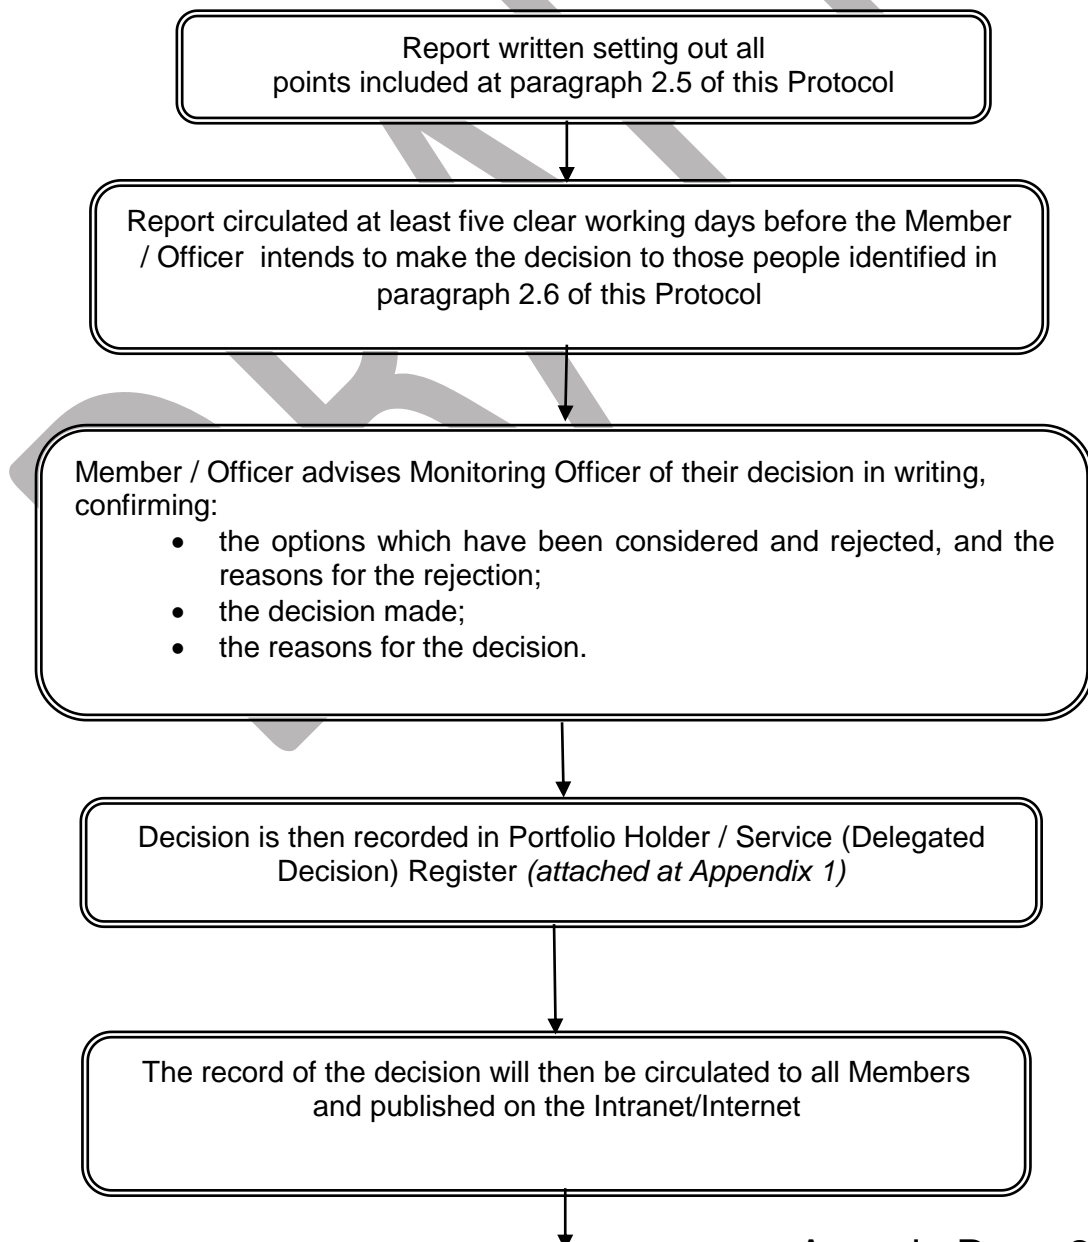 Report written setting out all
points included at paragraph 2.5 of this Protocol
Report circulated at least five clear working days before the Member
/ Officer intends to make the decision to those people identified in
paragraph 2.6 of this Protocol
Member / Officer advises Monitoring Officer of their decision in writing,
confirming:
• the options which have been considered and rejected, and the
reasons for the rejection;
• the decision made;
• the reasons for the decision.
Decision is then recorded in Portfolio Holder / Service (Delegated
Decision) Register (attached at Appendix 1)
The record of the decision will then be circulated to all Members
and published on the Intranet/Internet